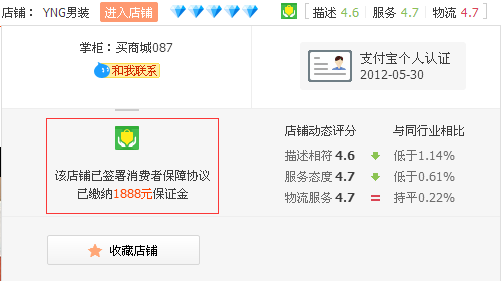 店铺： YNG男装 进入店铺 [ 描述 4.6 服务 4.7 物流 4.7 ]
掌柜：买商城087
和我联系
支付宝个人认证
2012-05-30
该店铺已签署消费者保障协议
已缴纳1888元保证金
店铺动态评分 与同行业相比
描述相符 4.6 低于1.14%
服务态度 4.7 低于0.61%
物流服务 4.7 持平0.22%
收藏店铺